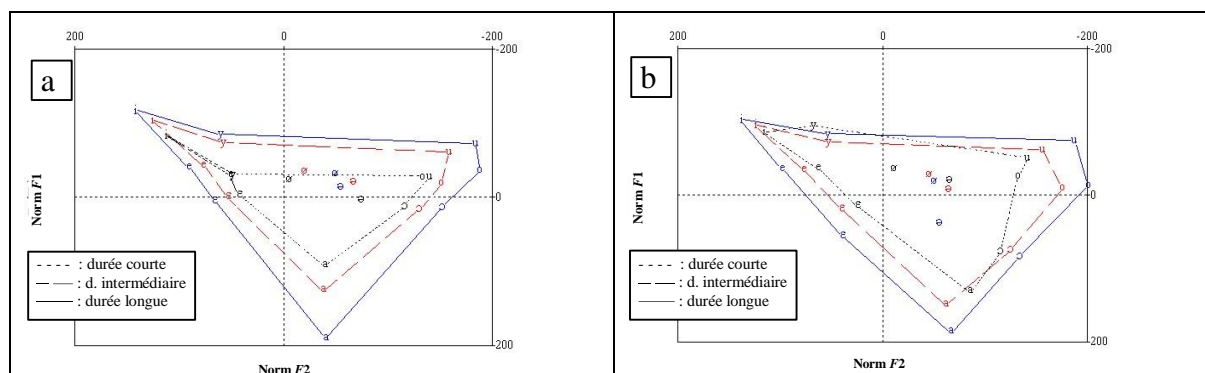 200 0 -200
-200
a
i
i
i
y
y
y
u
u
e
e
ø
ø
ø
o u
o
o
ɛ
ɛ
ɛ
ə
ə
ə
ɔ
ɔ
ɔ
0
a
a
a
Norm F1
- - - - - : durée courte
— — : d. intermédiaire
—— : durée longue
200
Norm F2
200 0 -200
-200
b
i
i
i
y
y
y
u
u
u
e
e
e
ø
ø
ø
o
o
o
ɛ
ɛ
ɛ
ə
ə
ə
ɔ
ɔ
ɔ
0
a
a
a
Norm F1
- - - - - : durée courte
— — : d. intermédiaire
—— : durée longue
200
Norm F2